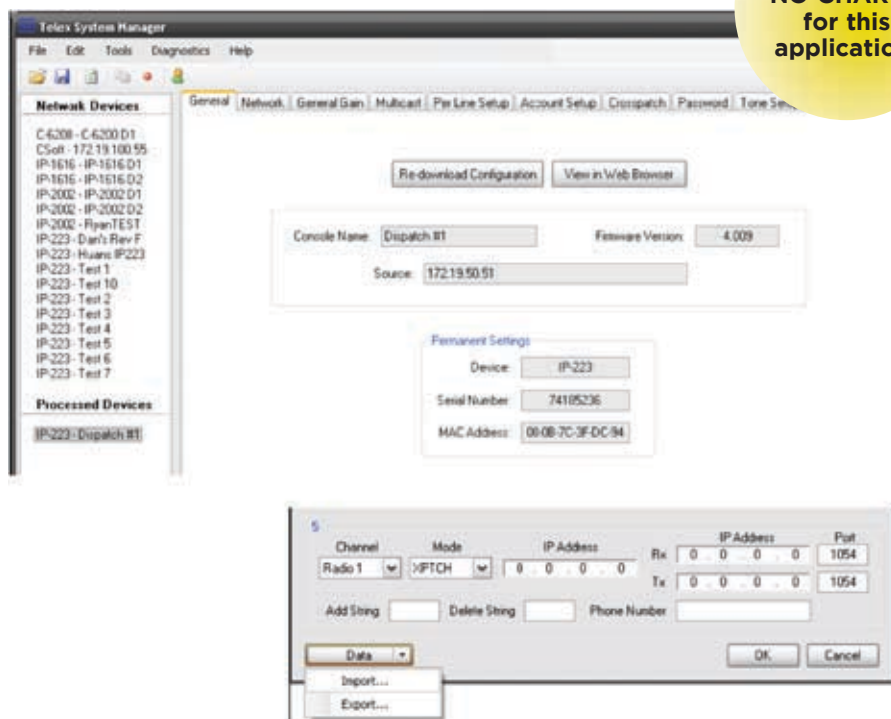 NO CHAR
for this
applicatio
Telex System Manager
File Edit Tools Diagnostics Help
Network Devices
C-6208 - C-6200 D1
CSoft - 172.19.100.55
IP-1616 - IP-1616 D1
IP-1616 - IP-1616 D2
IP-2002 - IP-2002 D1
IP-2002 - IP-2002 D2
IP-2002 - RyanTEST
IP-223 - Dan's Rev F
IP-223 - Huans IP223
IP-223 - Test 1
IP-223 - Test 10
IP-223 - Test 2
IP-223 - Test 3
IP-223 - Test 4
IP-223 - Test 5
IP-223 - Test 6
IP-223 - Test 7
Processed Devices
IP-223 - Dispatch #1
General Network General Gain Multicast Per Line Setup Account Setup Crosspatch Password Tone Se
Re-download Configuration View in Web Browser
Console Name: Dispatch #1 Firmware Version: 4.009
Source: 172.19.50.51
Permanent Settings
Device: IP-223
Serial Number: 74185236
MAC Address: 00-0B-7C-3F-DC-94
5
Channel Mode IP Address IP Address Port
Radio 1 XPTCH 0 . 0 . 0 . 0 Rx 0 . 0 . 0 . 0 1054
Tx 0 . 0 . 0 . 0 1054
Add String Delete String Phone Number
Data OK Cancel
Import...
Export...